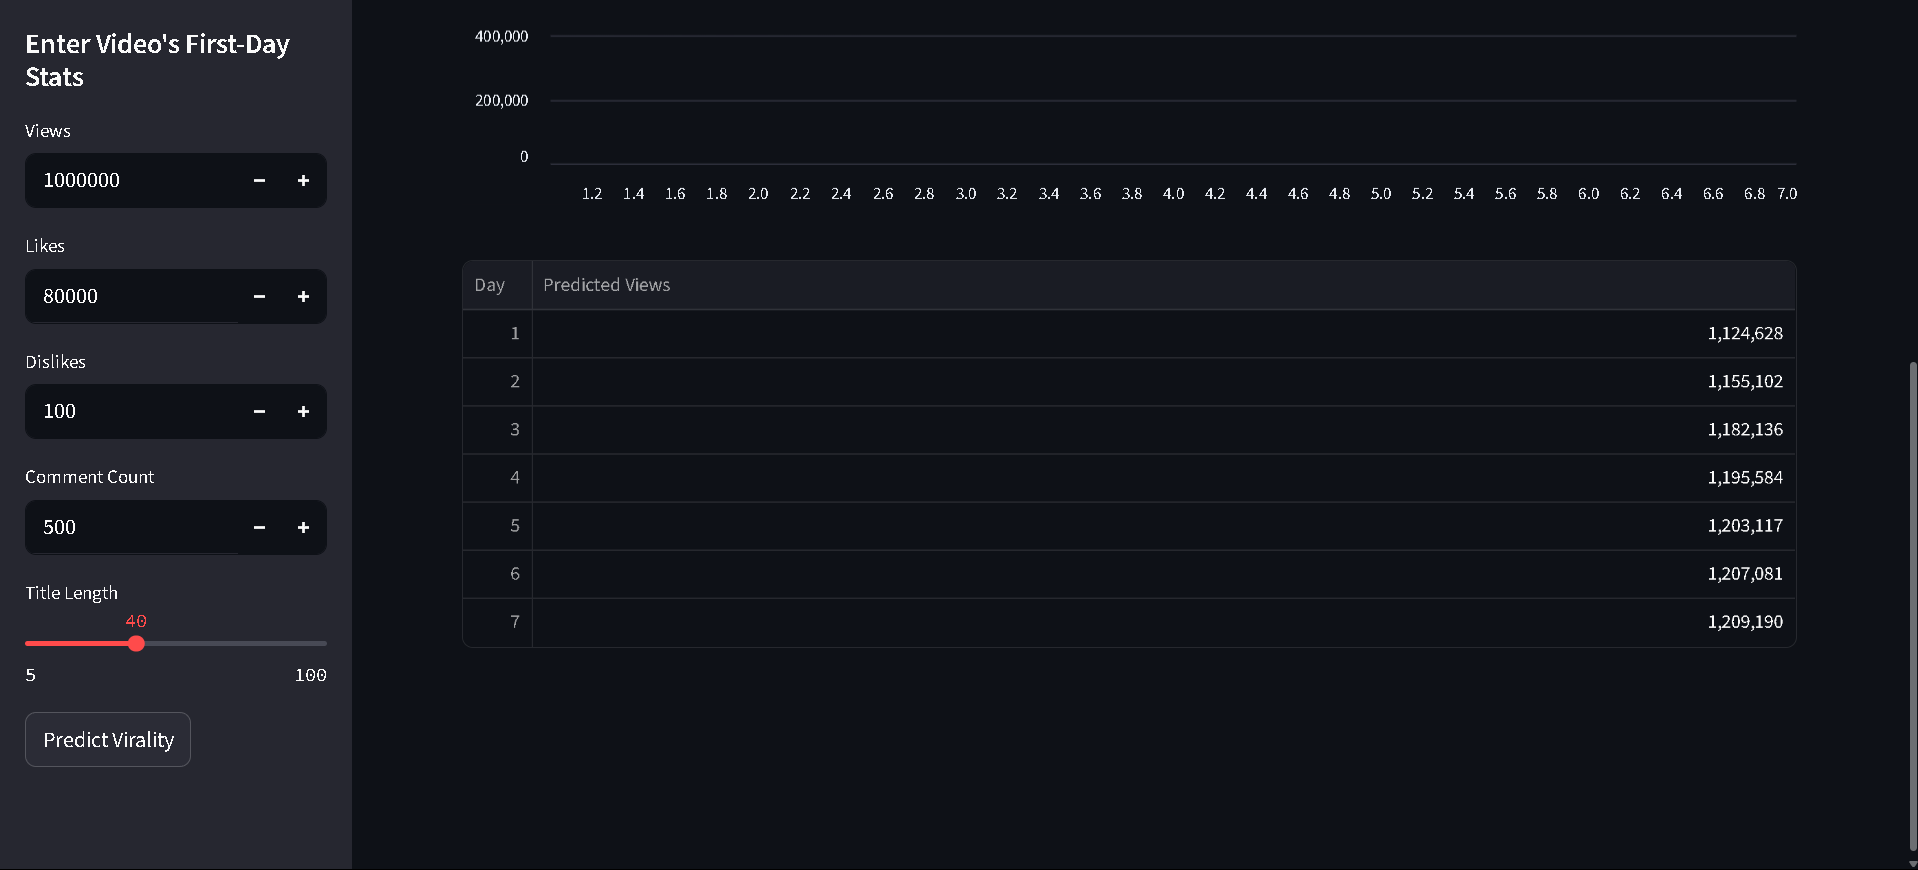 Enter Video's First-Day
Stats
Views
1000000
Likes
80000
Dislikes
100
Comment Count
500
Title Length
40
5 100
Predict Virality
400,000
200,000
0
1.2 1.4 1.6 1.8 2.0 2.2 2.4 2.6 2.8 3.0 3.2 3.4 3.6 3.8 4.0 4.2 4.4 4.6 4.8 5.0 5.2 5.4 5.6 5.8 6.0 6.2 6.4 6.6 6.8 7.0
Day Predicted Views
1 1,124,628
2 1,155,102
3 1,182,136
4 1,195,584
5 1,203,117
6 1,207,081
7 1,209,190